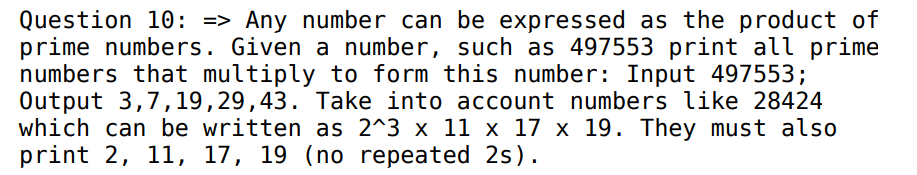 Question 10: => Any number can be expressed as the product of
prime numbers. Given a number, such as 497553 print all prime
numbers that multiply to form this number: Input 497553;
Output 3,7,19,29,43. Take into account numbers like 28424
which can be written as 2^3 x 11 x 17 x 19. They must also
print 2, 11, 17, 19 (no repeated 2s).